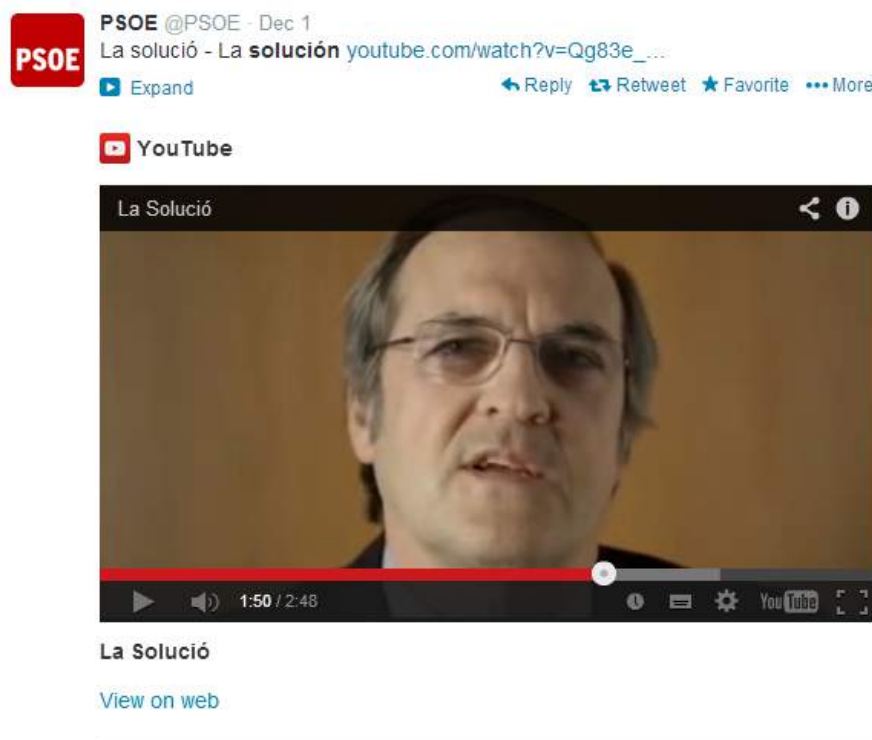 PSOE @PSOE · Dec 1
PSOE
La solució - La solución youtube.com/watch?v=Qg83e_...
Expand
Reply Retweet Favorite More
YouTube
La Solució
1:50 / 2:48
YouTube
La Solució
View on web